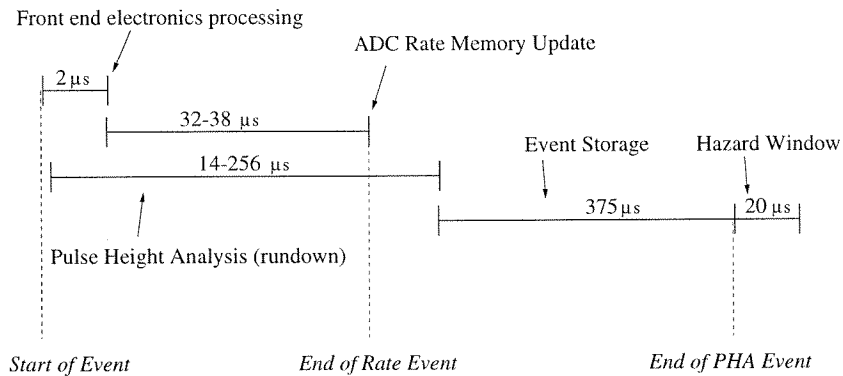 Front end electronics processing
ADC Rate Memory Update
2 μs
32-38 μs
Event Storage
Hazard Window
14-256 μs
375 μs
20 μs
Pulse Height Analysis (rundown)
Start of Event
End of Rate Event
End of PHA Event